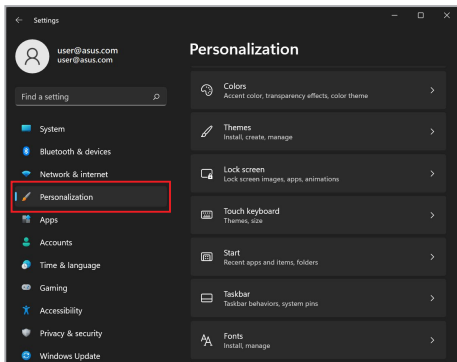 Settings
user@asus.com
user@asus.com
Find a setting
System
Bluetooth & devices
Network & internet
Personalization
Apps
Accounts
Time & language
Gaming
Accessibility
Privacy & security
Windows Update
Personalization
Colors
Accent color, transparency effects, color theme
Themes
Install, create, manage
Lock screen
Lock screen images, apps, animations
Touch keyboard
Themes, size
Start
Recent apps and items, folders
Taskbar
Taskbar behaviors, system pins
Fonts
Install, manage